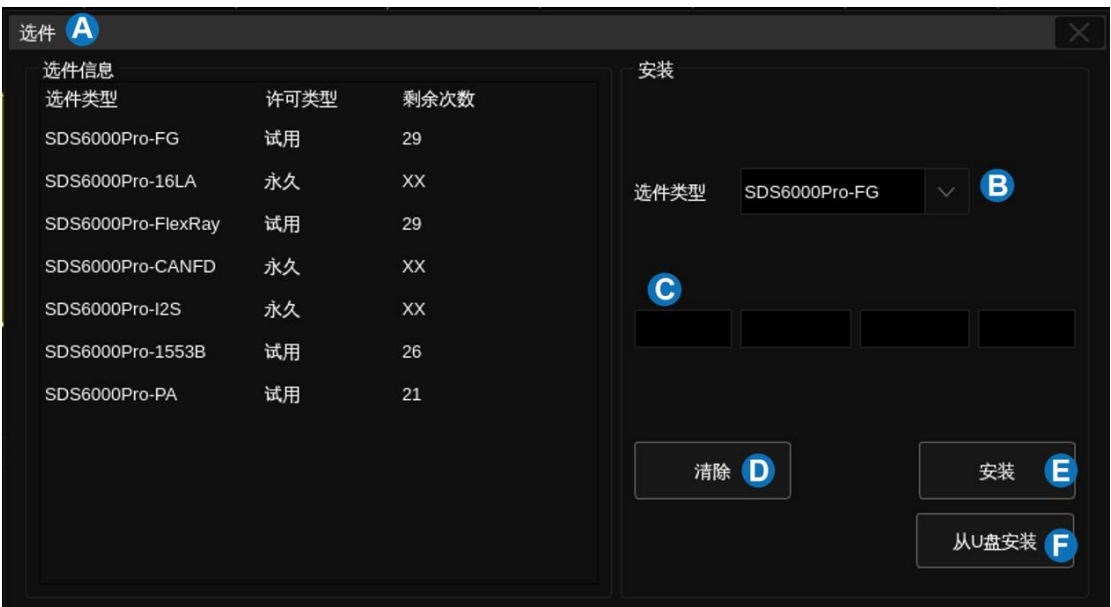 选件 A
选件信息
选件类型 许可类型 剩余次数
SDS6000Pro-FG 试用 29
SDS6000Pro-16LA 永久 XX
SDS6000Pro-FlexRay 试用 29
SDS6000Pro-CANFD 永久 XX
SDS6000Pro-I2S 永久 XX
SDS6000Pro-1553B 试用 26
SDS6000Pro-PA 试用 21
安装
选件类型 SDS6000Pro-FG B
C
清除 D
安装 E
从U盘安装 F